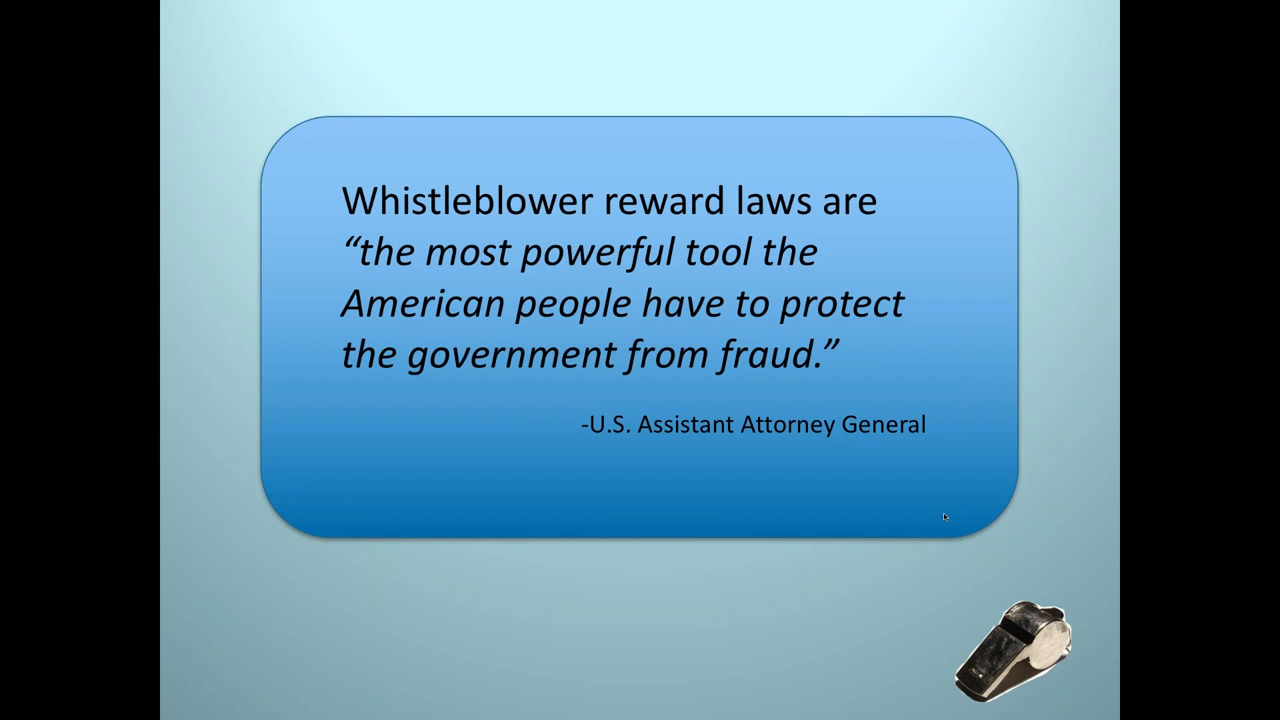 Whistleblower reward laws are
“the most powerful tool the
American people have to protect
the government from fraud.”
-U.S. Assistant Attorney General